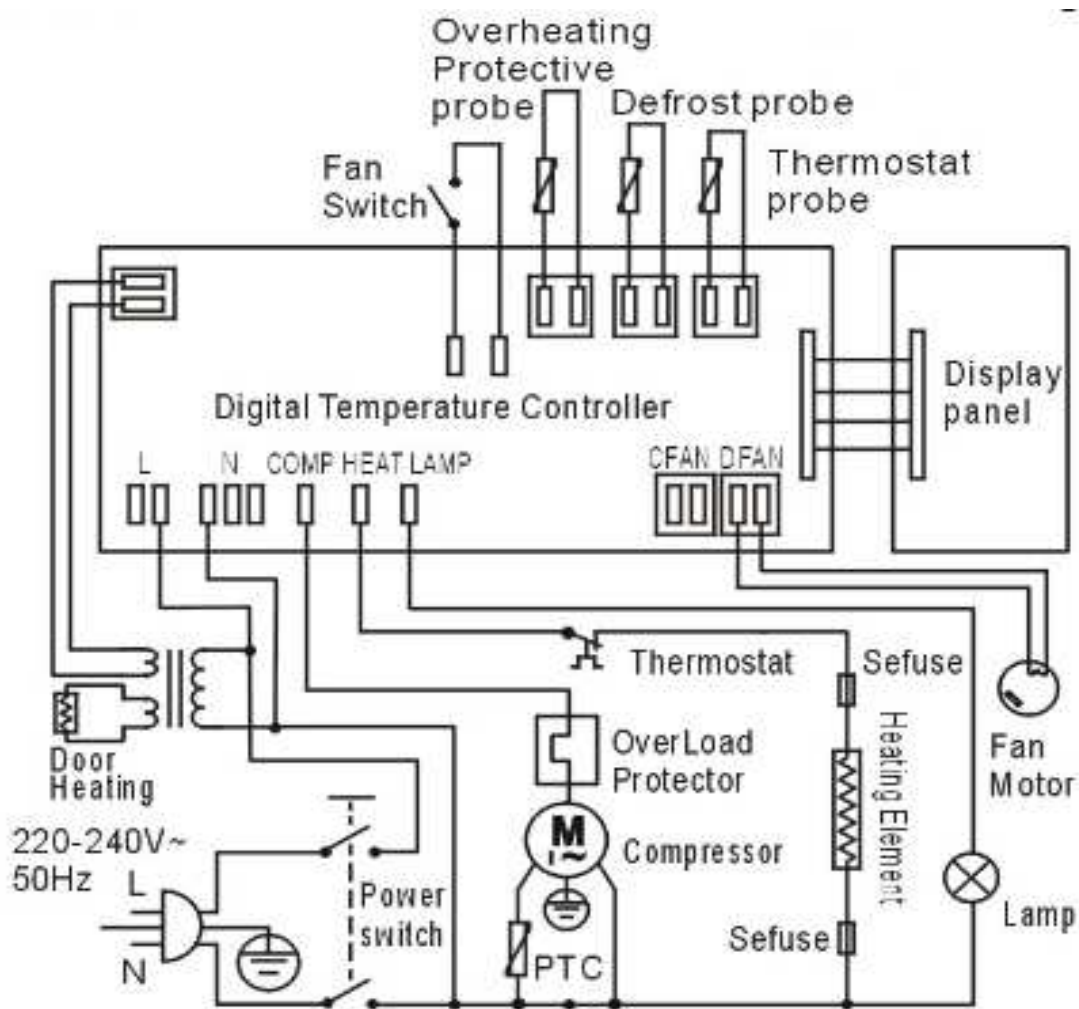 Overheating
Protective
probe
Defrost probe
Thermostat
probe
Fan
Switch
Display
panel
Digital Temperature Controller
L N COMP HEAT LAMP
CFAN DFAN
Thermostat
Sefuse
OverLoad
Protector
Heating Element
Fan
Motor
Door
Heating
220-240V~
50Hz
L
N
Power
switch
M
1~
Compressor
PTC
Sefuse
Lamp